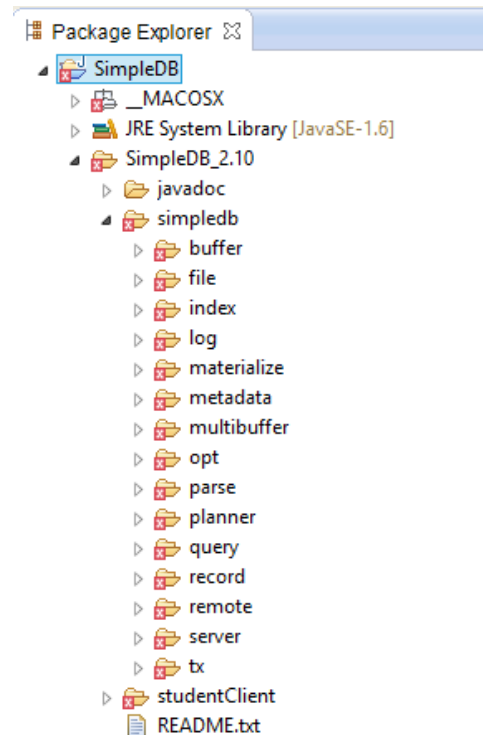 Package Explorer
SimpleDB
__MACOSX
JRE System Library [JavaSE-1.6]
SimpleDB_2.10
javadoc
simpledb
buffer
file
index
log
materialize
metadata
multibuffer
opt
parse
planner
query
record
remote
server
tx
studentClient
README.txt